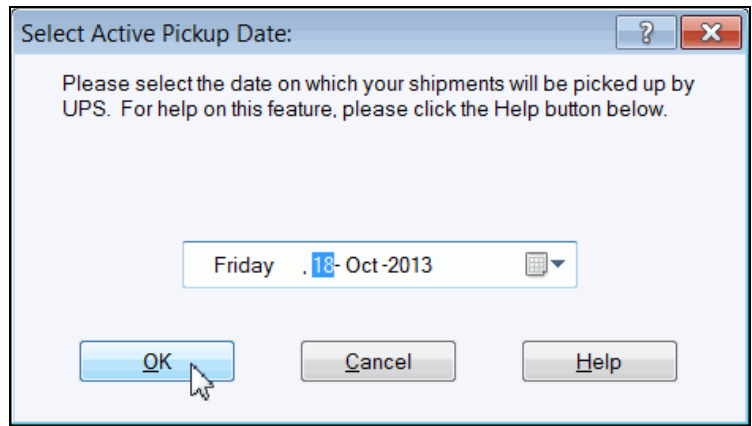 Select Active Pickup Date:
Please select the date on which your shipments will be picked up by
UPS. For help on this feature, please click the Help button below.
Friday , 18- Oct -2013
OK Cancel Help